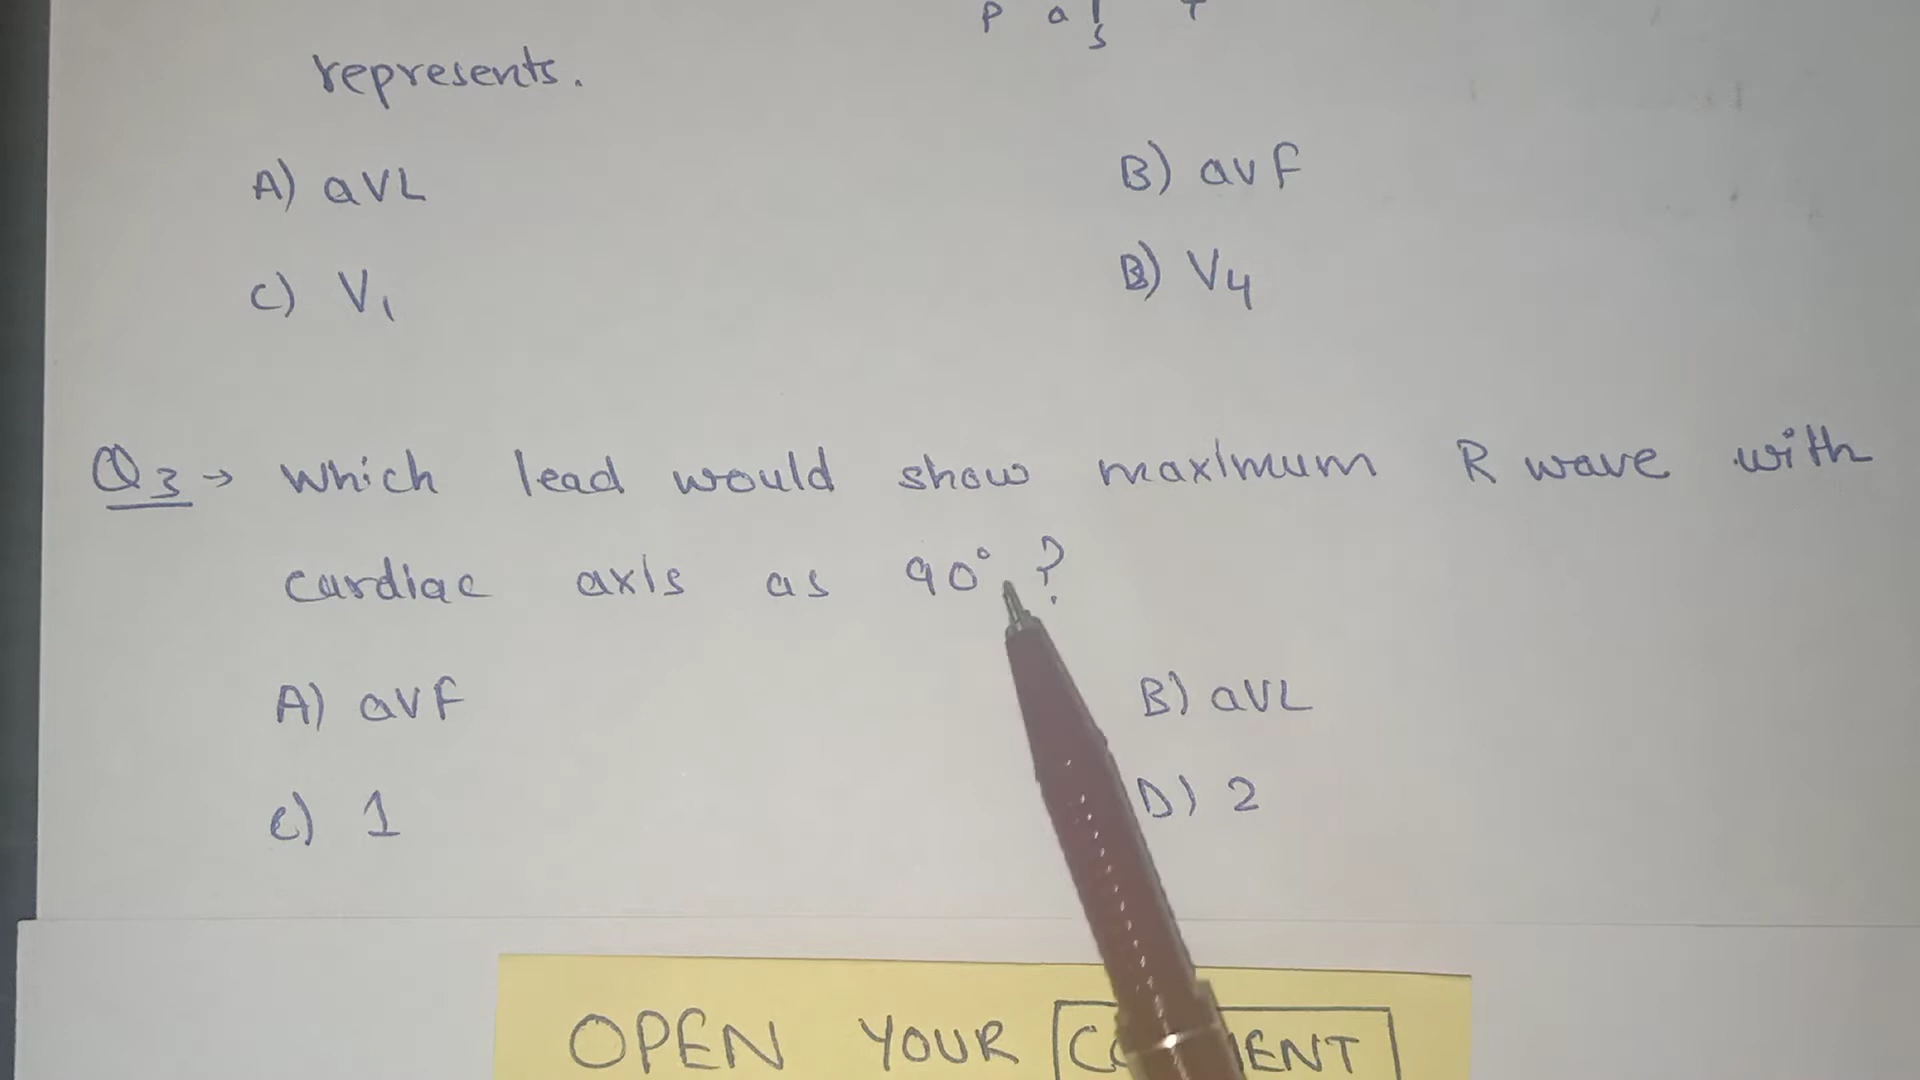 P
represents.
A) aVL B) avf
C) V1 B) V4
Q3→ Which lead would show maximum R wave with
cardiac axis as 90°?
A) avf B) aVL
C) 1 D) 2
OPEN YOUR